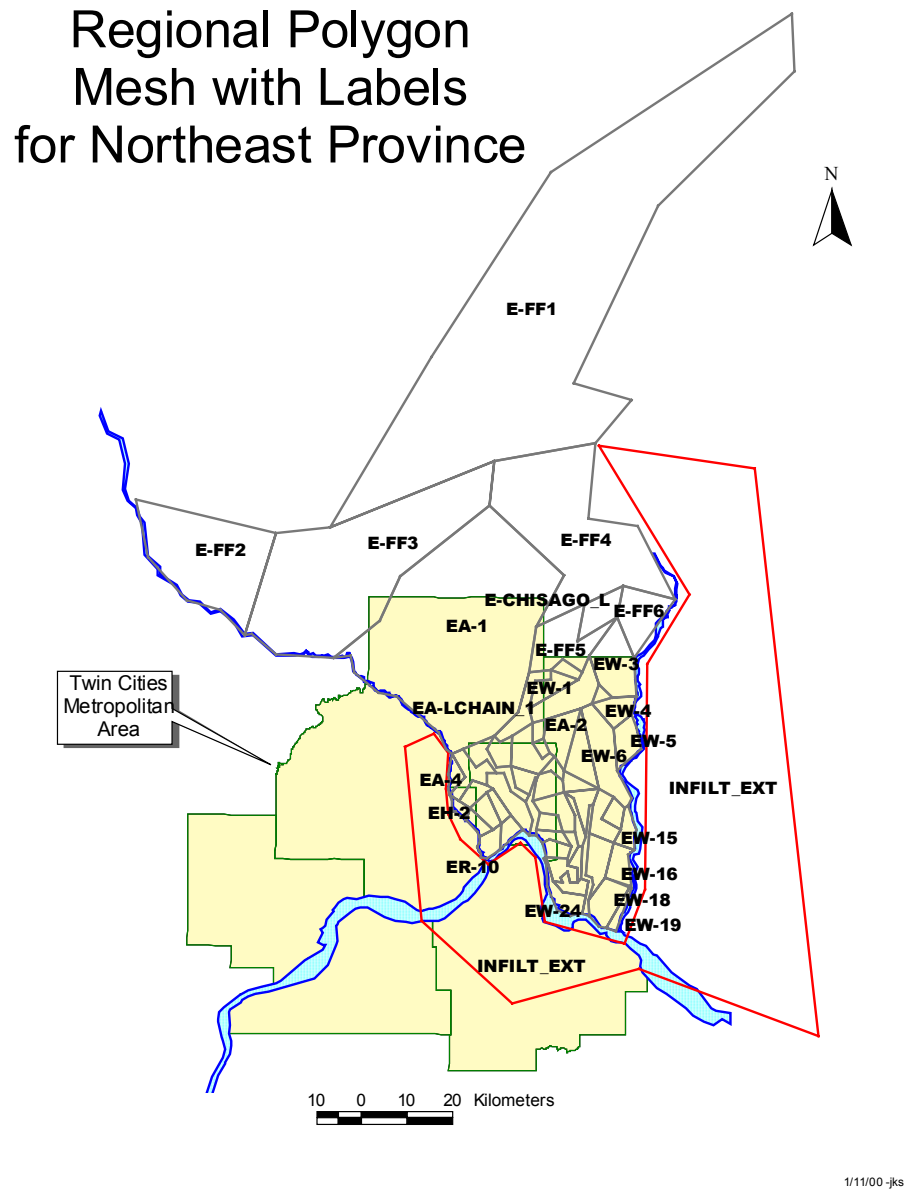 Regional Polygon
Mesh with Labels
for Northeast Province
N
E-FF1
E-FF2
E-FF3
E-FF4
E-CHISAGO_L
E-FF6
EA-1
E-FF5
EW-3
EW-1
EA-LCHAIN_1
EA-2
EW-4
EW-5
EW-6
Twin Cities
Metropolitan
Area
EA-4
INFILT_EXT
EH-2
EW-15
ER-10
EW-16
EW-18
EW-24
EW-19
INFILT_EXT
10 0 10 20 Kilometers
1/11/00 -jks